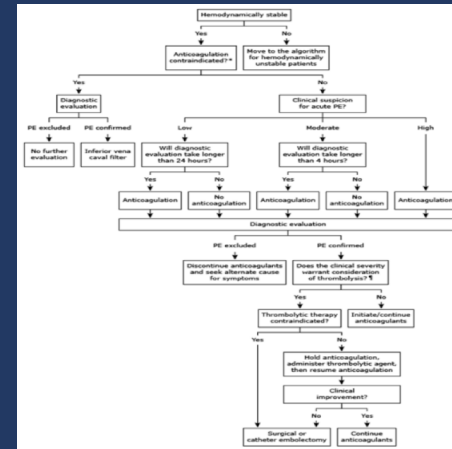 Hemodynamically stable
Yes No
Anticoagulation
contraindicated?*
Move to the algorithm
for hemodynamically
unstable patients
Yes No
Diagnostic
evaluation
Clinical suspicion
for acute PE?
PE excluded PE confirmed Low Moderate High
No further
evaluation
Inferior vena
caval filter
Will diagnostic
evaluation take longer
than 24 hours?
Will diagnostic
evaluation take longer
than 4 hours?
Yes No Yes No
Anticoagulation
No
anticoagulation
Anticoagulation
No
anticoagulation
Anticoagulation
Diagnostic evaluation
PE excluded PE confirmed
Discontinue anticoagulants
and seek alternate cause
for symptoms
Does the clinical severity
warrant consideration
of thrombolysis?¶
Yes No
Thrombolytic therapy
contraindicated?
Initiate/continue
anticoagulants
Yes No
Hold anticoagulation,
administer thrombolytic agent,
then resume anticoagulation
Clinical
improvement?
No Yes
Surgical or
catheter embolectomy
Continue
anticoagulants